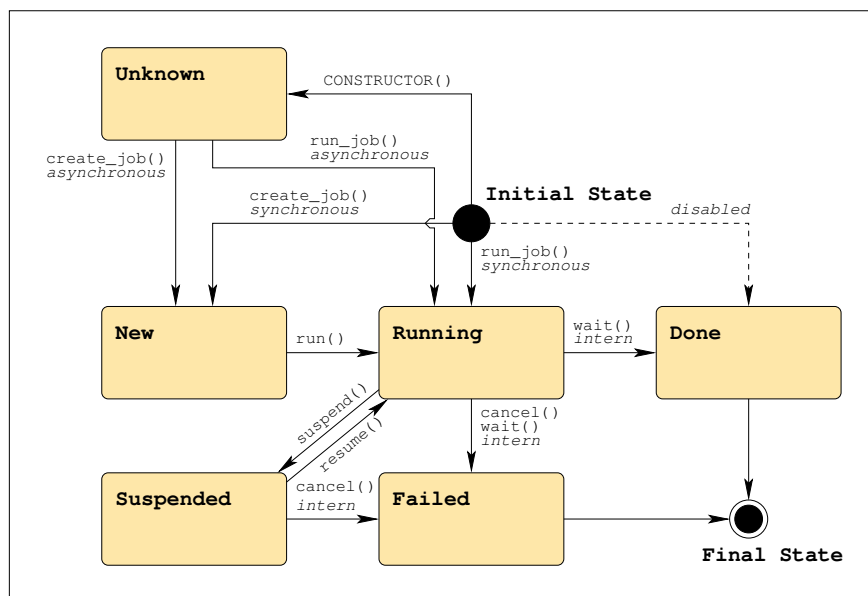 Unknown
CONSTRUCTOR()
create_job()
asynchronous
run_job()
asynchronous
create_job()
synchronous
Initial State
disabled
run_job()
synchronous
New
run()
Running
wait()
intern
Done
suspend()
resume()
cancel()
wait()
intern
Suspended
cancel()
intern
Failed
Final State